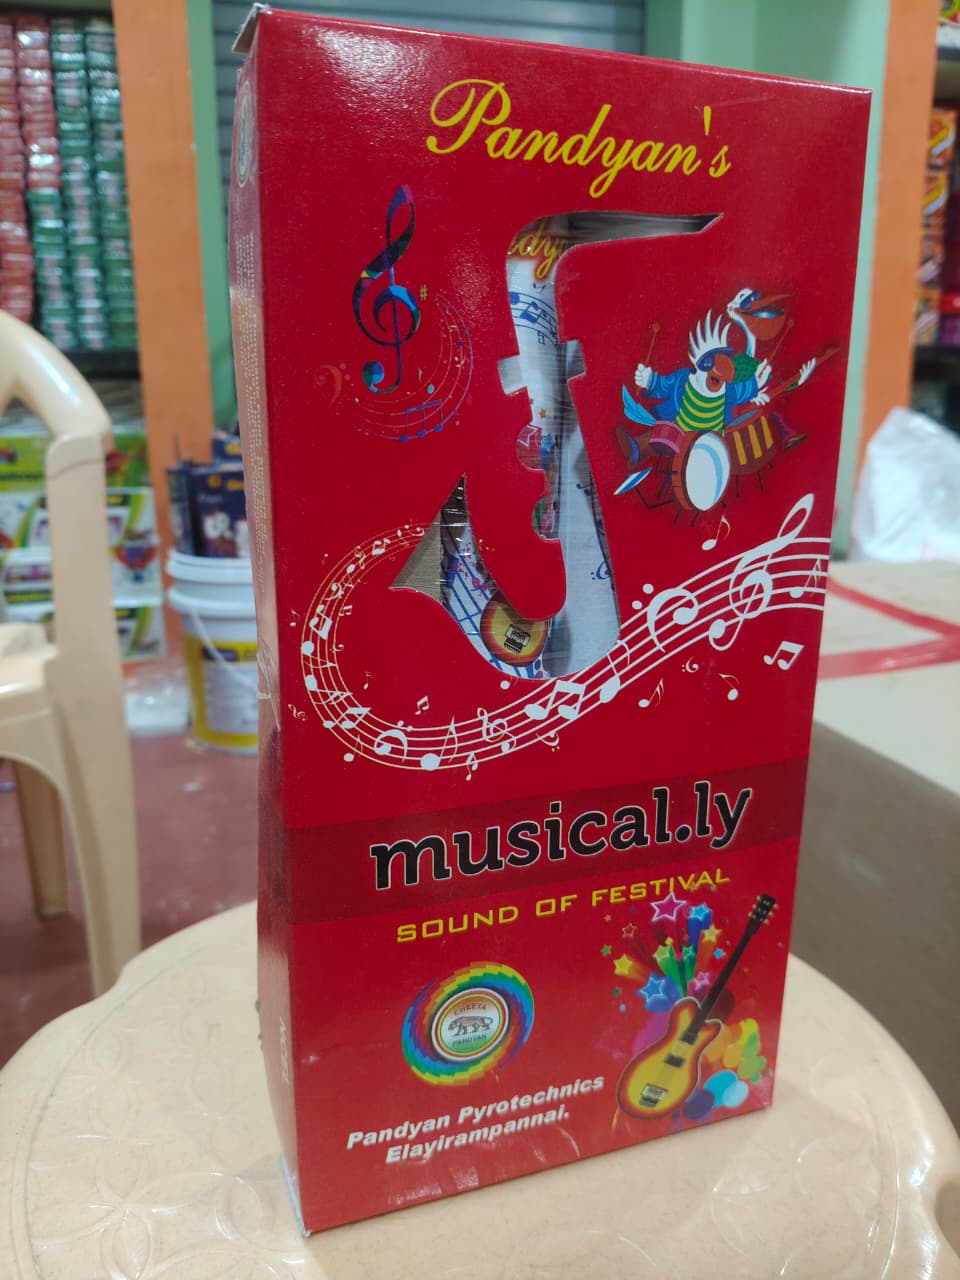 Pandyan's
musical.ly
SOUND OF FESTIVAL
CHEETA
PANDYAN
Pandyan Pyrotechnics
Elayirampannai.